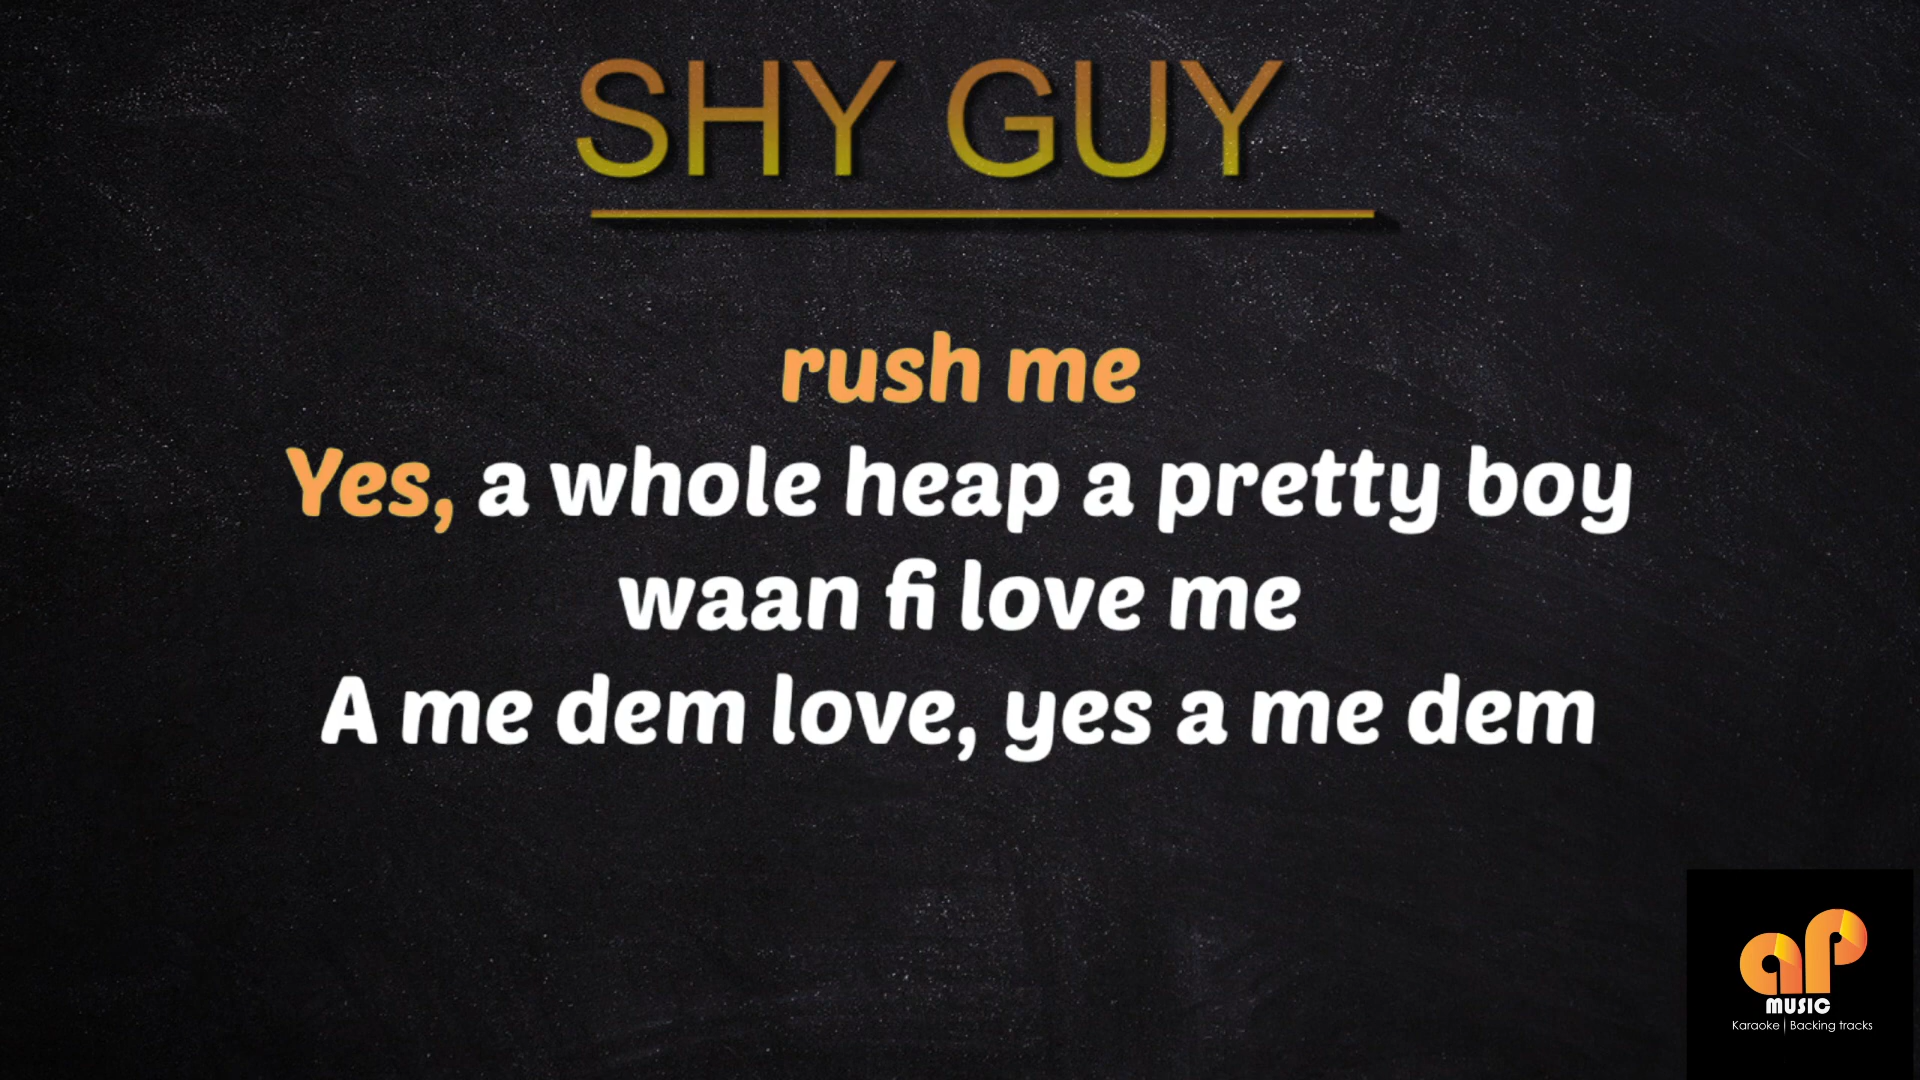 SHY GUY
rush me
Yes, a whole heap a pretty boy
waan fi love me
A me dem love, yes a me dem
ap
MUSIC
Karaoke | Backing tracks